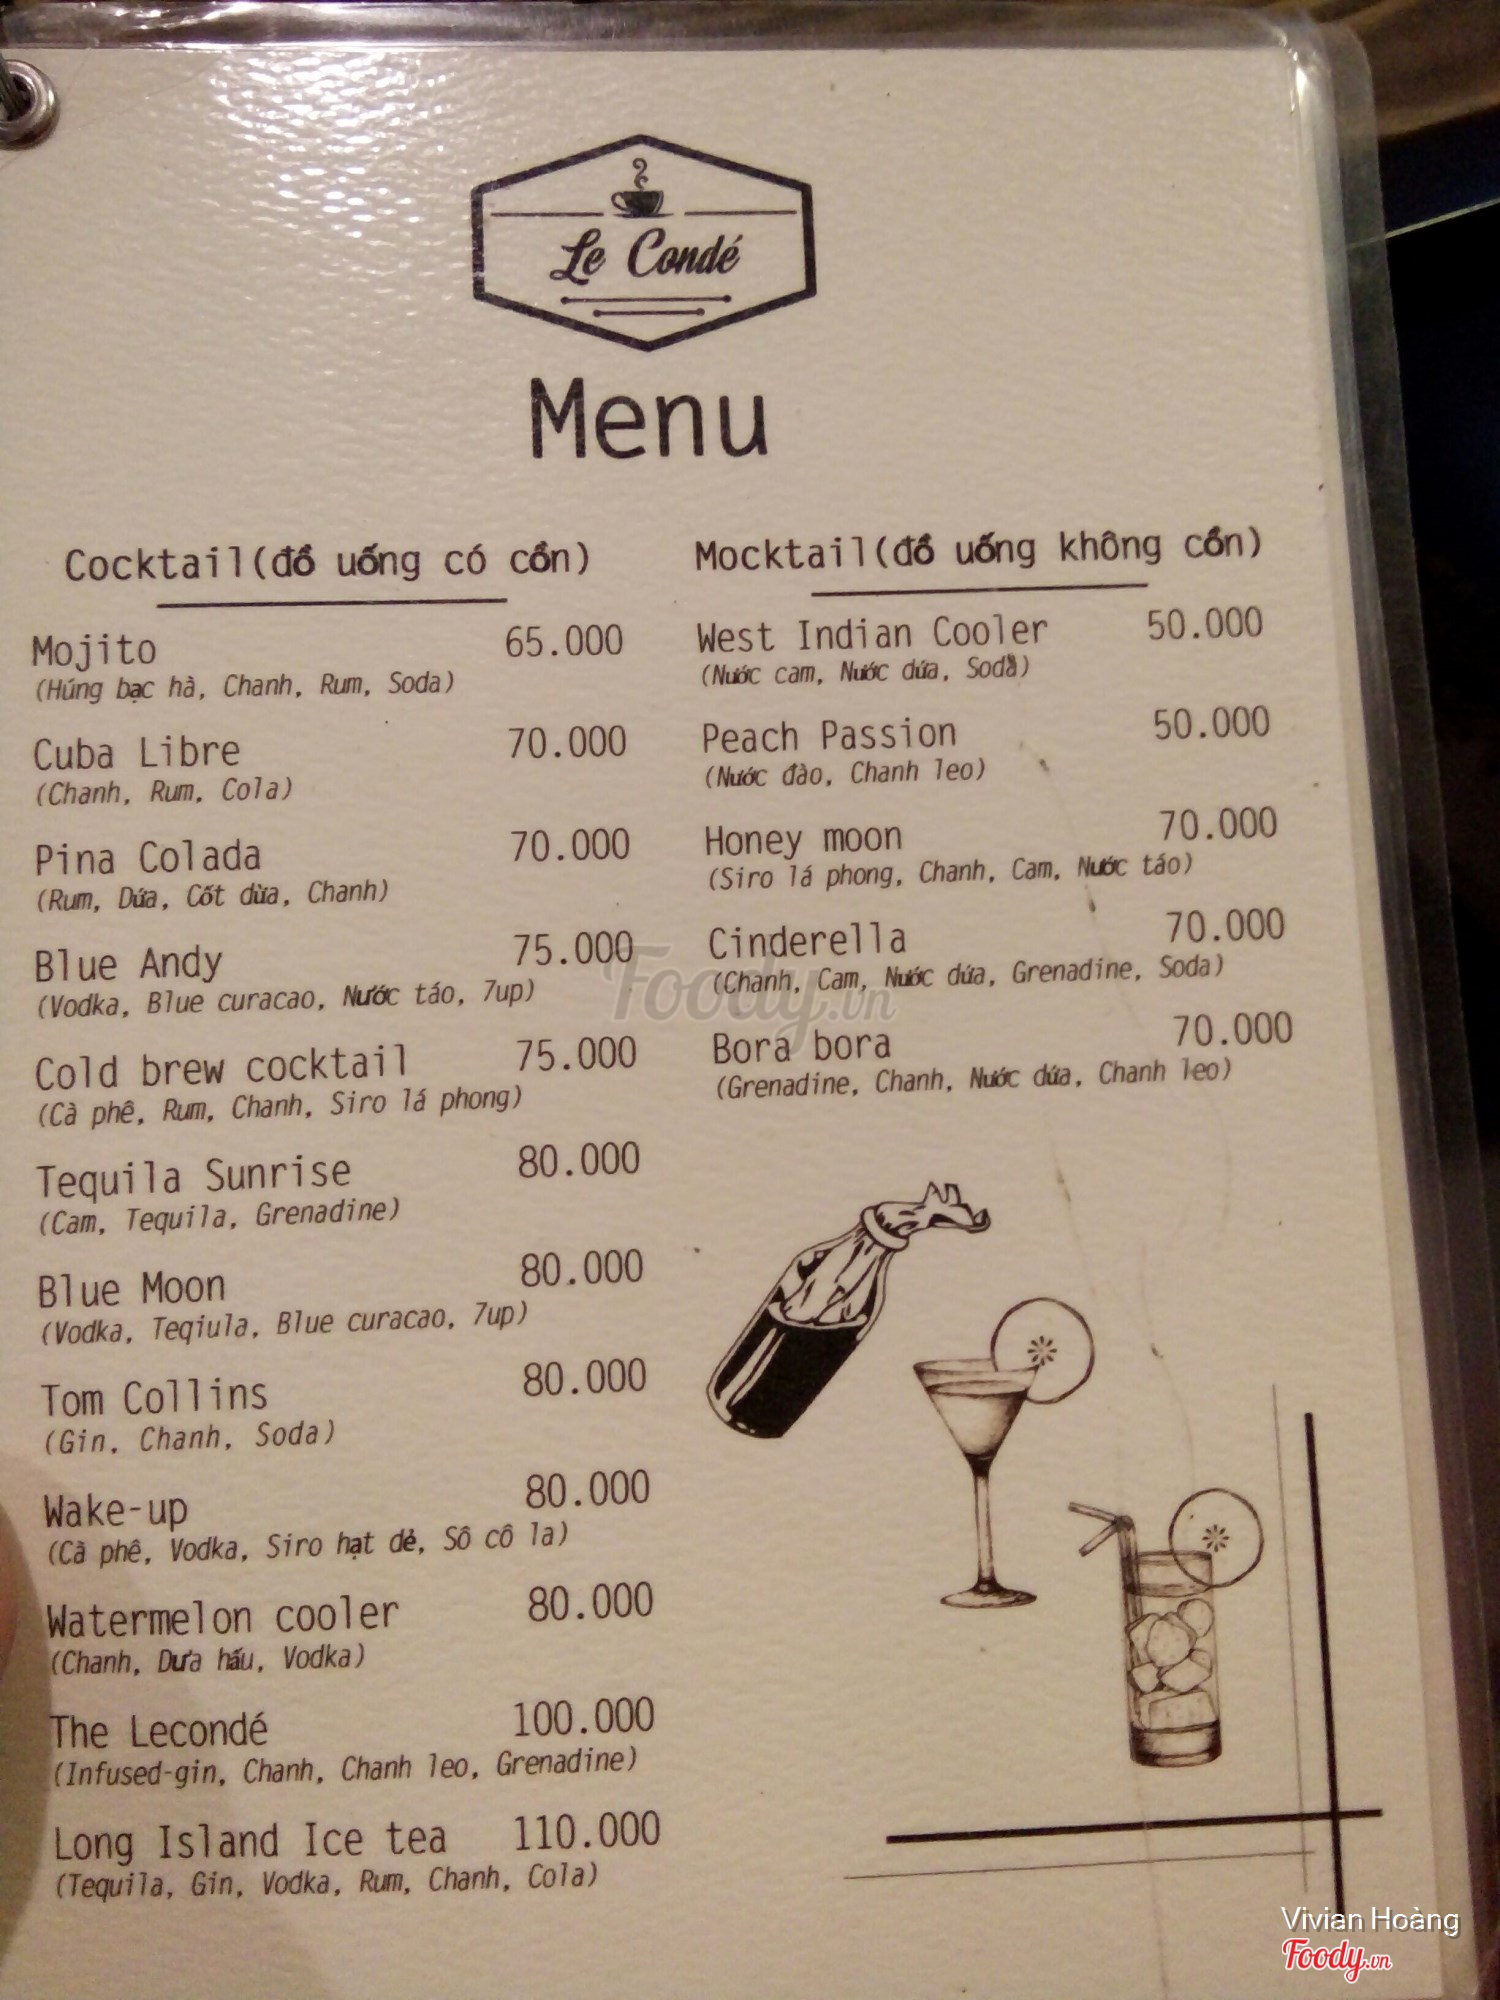 Le Condé
Menu
Cocktail(đồ uống có cồn)
Mojito 65.000
(Húng bạc hà, Chanh, Rum, Soda)
Cuba Libre 70.000
(Chanh, Rum, Cola)
Pina Colada 70.000
(Rum, Dứa, Cốt dừa, Chanh)
Blue Andy 75.000
(Vodka, Blue curacao, Nước táo, 7up)
Cold brew cocktail 75.000
(Cà phê, Rum, Chanh, Siro lá phong)
Tequila Sunrise 80.000
(Cam, Tequila, Grenadine)
Blue Moon 80.000
(Vodka, Teqiula, Blue curacao, 7up)
Tom Collins 80.000
(Gin, Chanh, Soda)
Wake-up 80.000
(Cà phê, Vodka, Siro hạt dẻ, Sô cô la)
Watermelon cooler 80.000
(Chanh, Dưa hấu, Vodka)
The Lecondé 100.000
(Infused-gin, Chanh, Chanh leo, Grenadine)
Long Island Ice tea 110.000
(Tequila, Gin, Vodka, Rum, Chanh, Cola)
Mocktail(đồ uống không cồn)
West Indian Cooler 50.000
(Nước cam, Nước dứa, Soda)
Peach Passion 50.000
(Nước đào, Chanh leo)
Honey moon 70.000
(Siro lá phong, Chanh, Cam, Nước táo)
Cinderella 70.000
(Chanh, Cam, Nước dứa, Grenadine, Soda)
Bora bora 70.000
(Grenadine, Chanh, Nước dứa, Chanh leo)
Foody.vn
Vivian Hoàng
Foody.vn